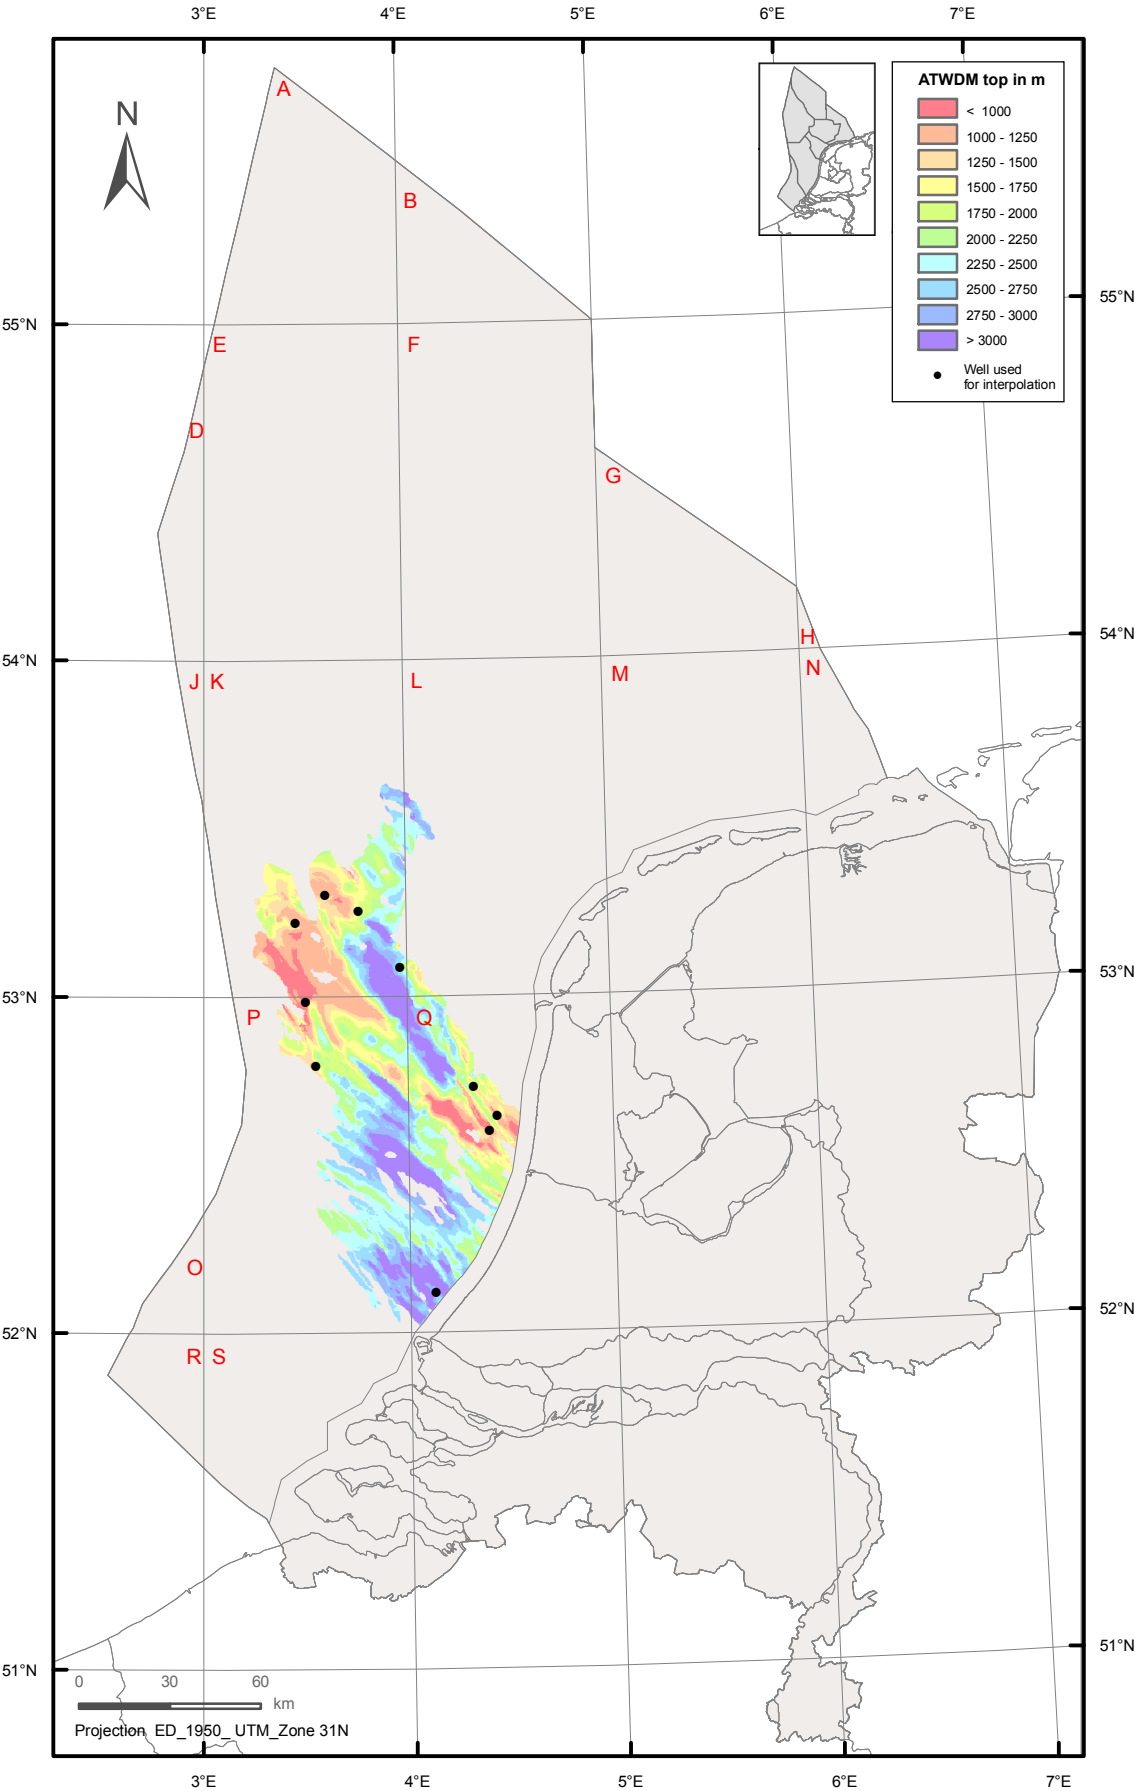 3°E 4°E 5°E 6°E 7°E
N
ATWDM top in m
< 1000
1000 - 1250
1250 - 1500
1500 - 1750
1750 - 2000
2000 - 2250
2250 - 2500
2500 - 2750
2750 - 3000
> 3000
Well used
for interpolation
A
B
55°N 55°N
E F
D
G
H
54°N 54°N
J K L M N
53°N 53°N
P Q
O
52°N 52°N
R S
51°N 51°N
0 30 60
km
Projection ED_1950_ UTM_Zone 31N
3°E 4°E 5°E 6°E 7°E